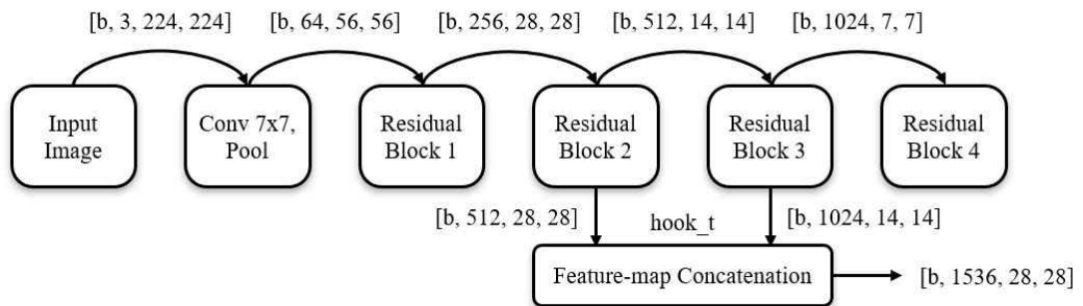 [b, 3, 224, 224]
[b, 64, 56, 56]
[b, 256, 28, 28]
[b, 512, 14, 14]
[b, 1024, 7, 7]
Input
Image
Conv 7x7,
Pool
Residual
Block 1
Residual
Block 2
Residual
Block 3
Residual
Block 4
[b, 512, 28, 28]
hook_t
[b, 1024, 14, 14]
Feature-map Concatenation
[b, 1536, 28, 28]